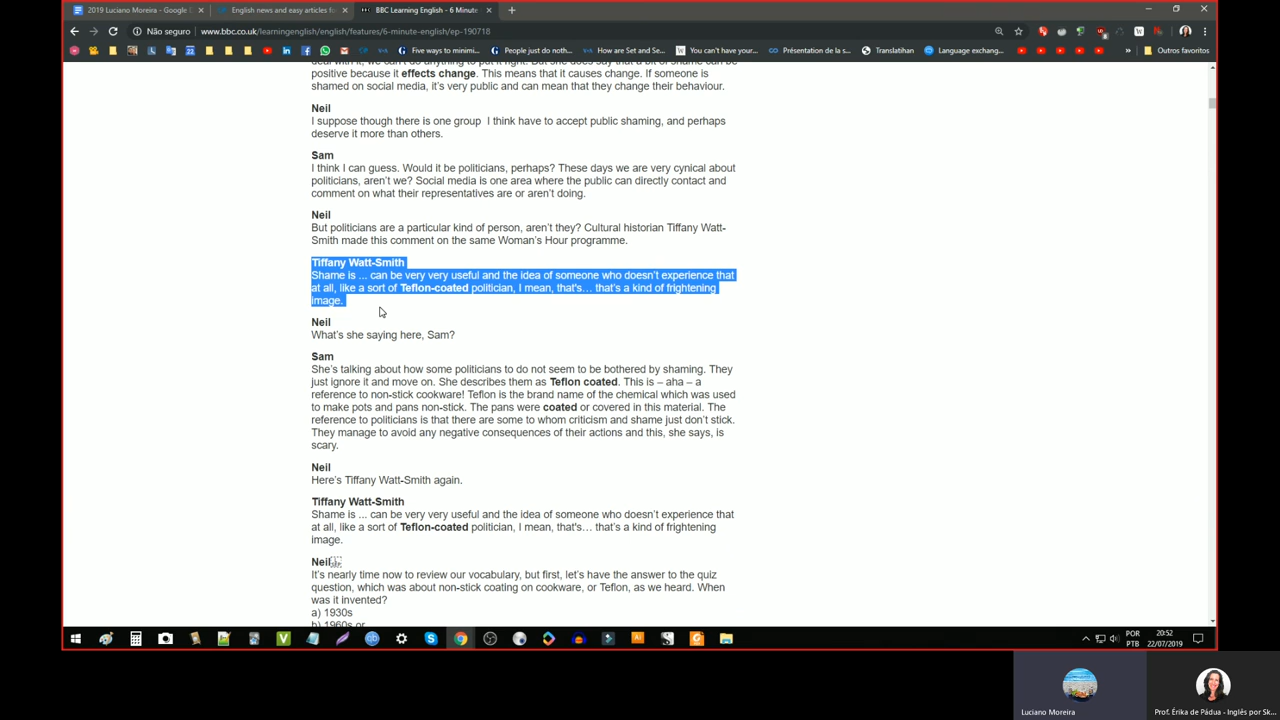 2019 Luciano Moreira - Google
English news and easy articles fo
BBC Learning English - 6 Minute
Não seguro
www.bbc.co.uk/learningenglish/english/features/6-minute-english/ep-190718
Five ways to minimi...
People just do noth...
How are Set and Se...
You can't have your...
Présentation de la s...
Translatihan
Language exchang...
»
Outros favoritos
positive because it effects change. This means that it causes change. If someone is
shamed on social media, it's very public and can mean that they change their behaviour.
Neil
I suppose though there is one group I think have to accept public shaming, and perhaps
deserve it more than others.
Sam
I think I can guess. Would it be politicians, perhaps? These days we are very cynical about
politicians, aren't we? Social media is one area where the public can directly contact and
comment on what their representatives are or aren't doing.
Neil
But politicians are a particular kind of person, aren't they? Cultural historian Tiffany Watt-
Smith made this comment on the same Woman's Hour programme.
Tiffany Watt-Smith
Shame is ... can be very very useful and the idea of someone who doesn't experience that
at all, like a sort of Teflon-coated politician, I mean, that's... that's a kind of frightening
image.
Neil
What's she saying here, Sam?
Sam
She's talking about how some politicians to do not seem to be bothered by shaming. They
just ignore it and move on. She describes them as Teflon coated. This is – aha – a
reference to non-stick cookware! Teflon is the brand name of the chemical which was used
to make pots and pans non-stick. The pans were coated or covered in this material. The
reference to politicians is that there are some to whom criticism and shame just don't stick.
They manage to avoid any negative consequences of their actions and this, she says, is
scary.
Neil
Here's Tiffany Watt-Smith again.
Tiffany Watt-Smith
Shame is ... can be very very useful and the idea of someone who doesn't experience that
at all, like a sort of Teflon-coated politician, I mean, that's... that's a kind of frightening
image.
Neil
It's nearly time now to review our vocabulary, but first, let's have the answer to the quiz
question, which was about non-stick coating on cookware, or Teflon, as we heard. When
was it invented?
a) 1930s
b) 1960s or
POR
PTB
20:52
22/07/2019
Luciano Moreira
Prof. Érika de Pádua - Inglês por Sk...